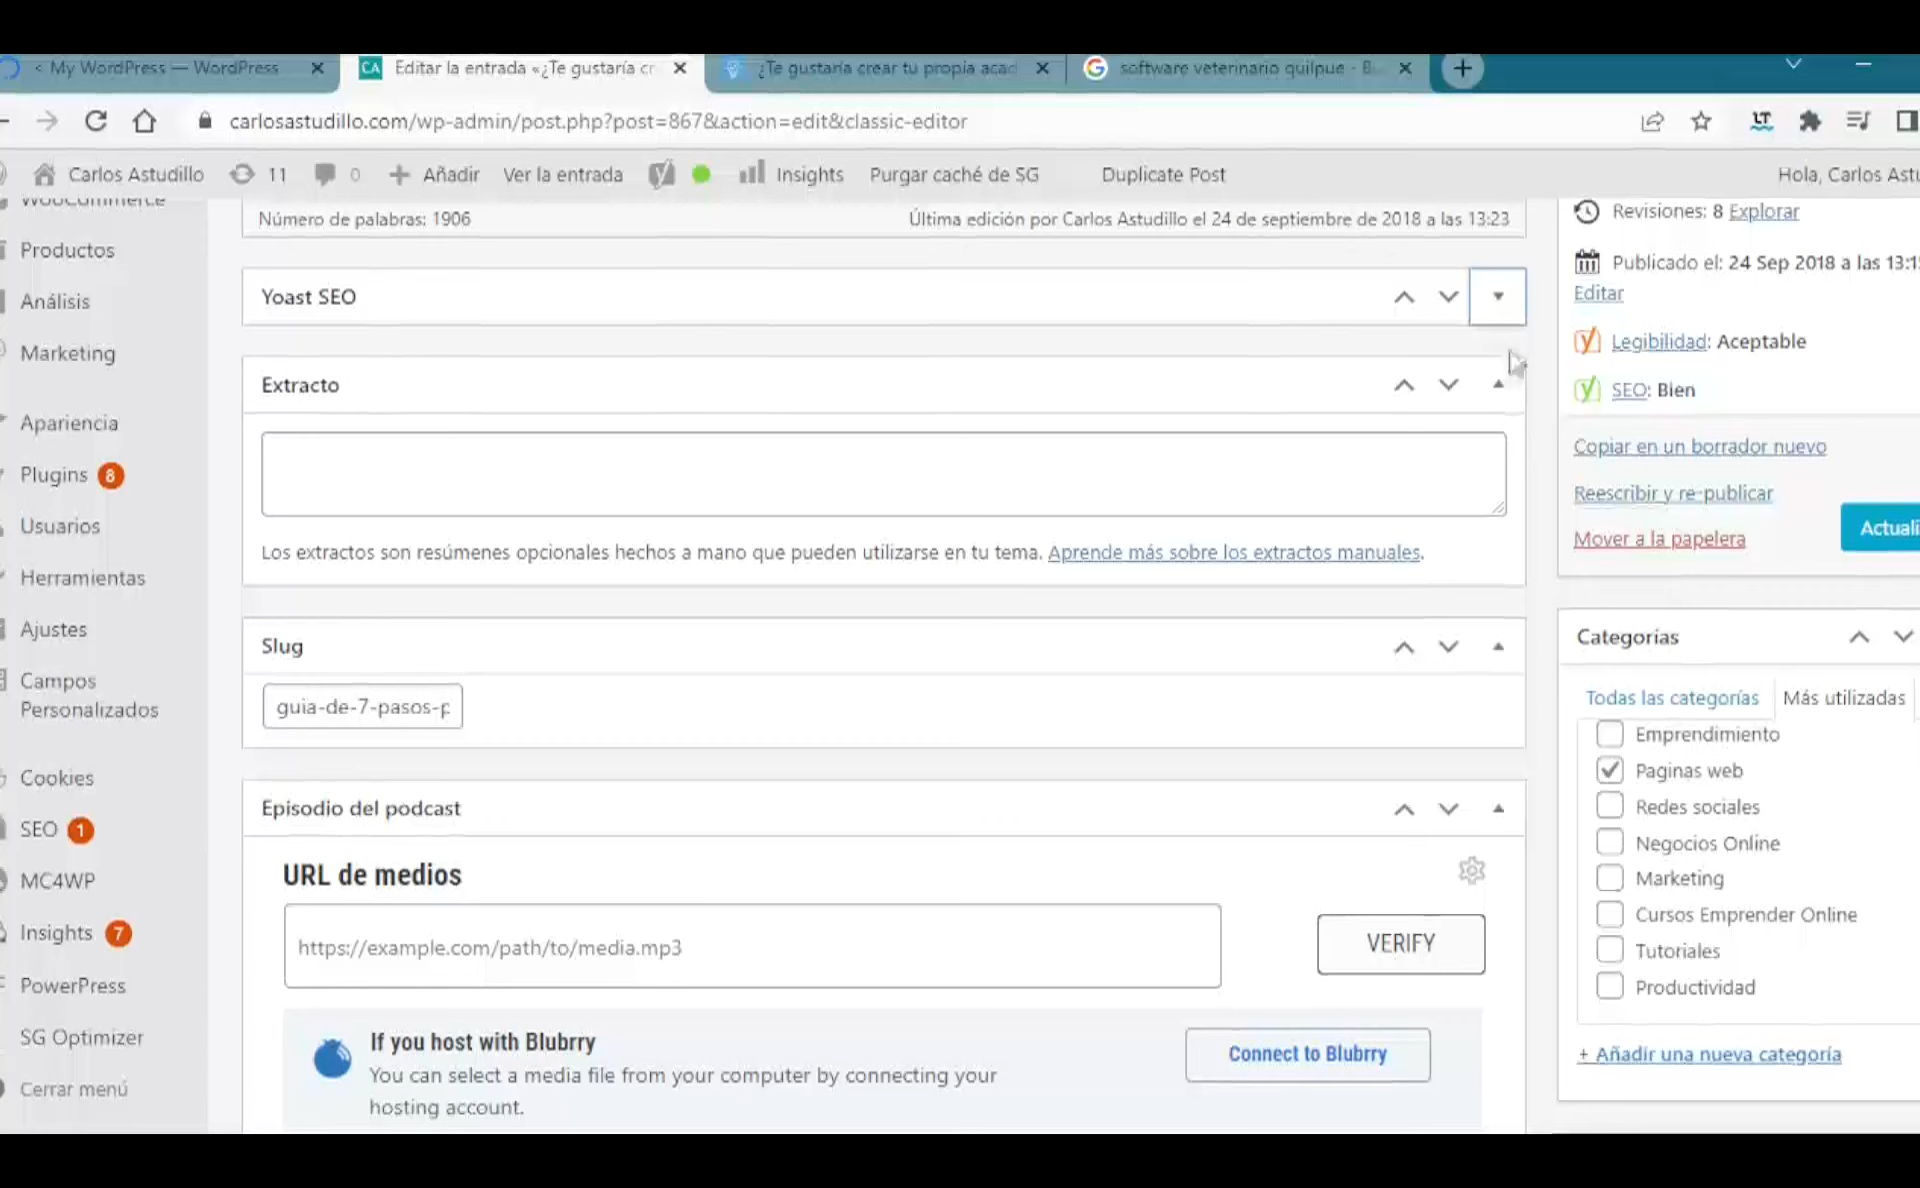 < My WordPress — WordPress
CA Editar la entrada «¿Te gustaría cr
¿Te gustaría crear tu propia acad
software veterinario quilpue - B
carlosastudillo.com/wp-admin/post.php?post=867&action=edit&classic-editor
Carlos Astudillo 11 0 Añadir Ver la entrada Insights Purgar caché de SG Duplicate Post Hola, Carlos Astu
WooCommerce
Productos
Análisis
Marketing
Apariencia
Plugins 8
Usuarios
Herramientas
Ajustes
Campos
Personalizados
Cookies
SEO 1
MC4WP
Insights 7
PowerPress
SG Optimizer
Cerrar menú
Número de palabras: 1906
Última edición por Carlos Astudillo el 24 de septiembre de 2018 a las 13:23
Yoast SEO
Extracto
Los extractos son resúmenes opcionales hechos a mano que pueden utilizarse en tu tema. Aprende más sobre los extractos manuales.
Slug
guia-de-7-pasos-p
Episodio del podcast
URL de medios
https://example.com/path/to/media.mp3
VERIFY
If you host with Blubrry
You can select a media file from your computer by connecting your
hosting account.
Connect to Blubrry
Revisiones: 8 Explorar
Publicado el: 24 Sep 2018 a las 13:1
Editar
Legibilidad: Aceptable
SEO: Bien
Copiar en un borrador nuevo
Reescribir y re-publicar
Mover a la papelera
Actuali
Categorías
Todas las categorías
Más utilizadas
Emprendimiento
Paginas web
Redes sociales
Negocios Online
Marketing
Cursos Emprender Online
Tutoriales
Productividad
+ Añadir una nueva categoría